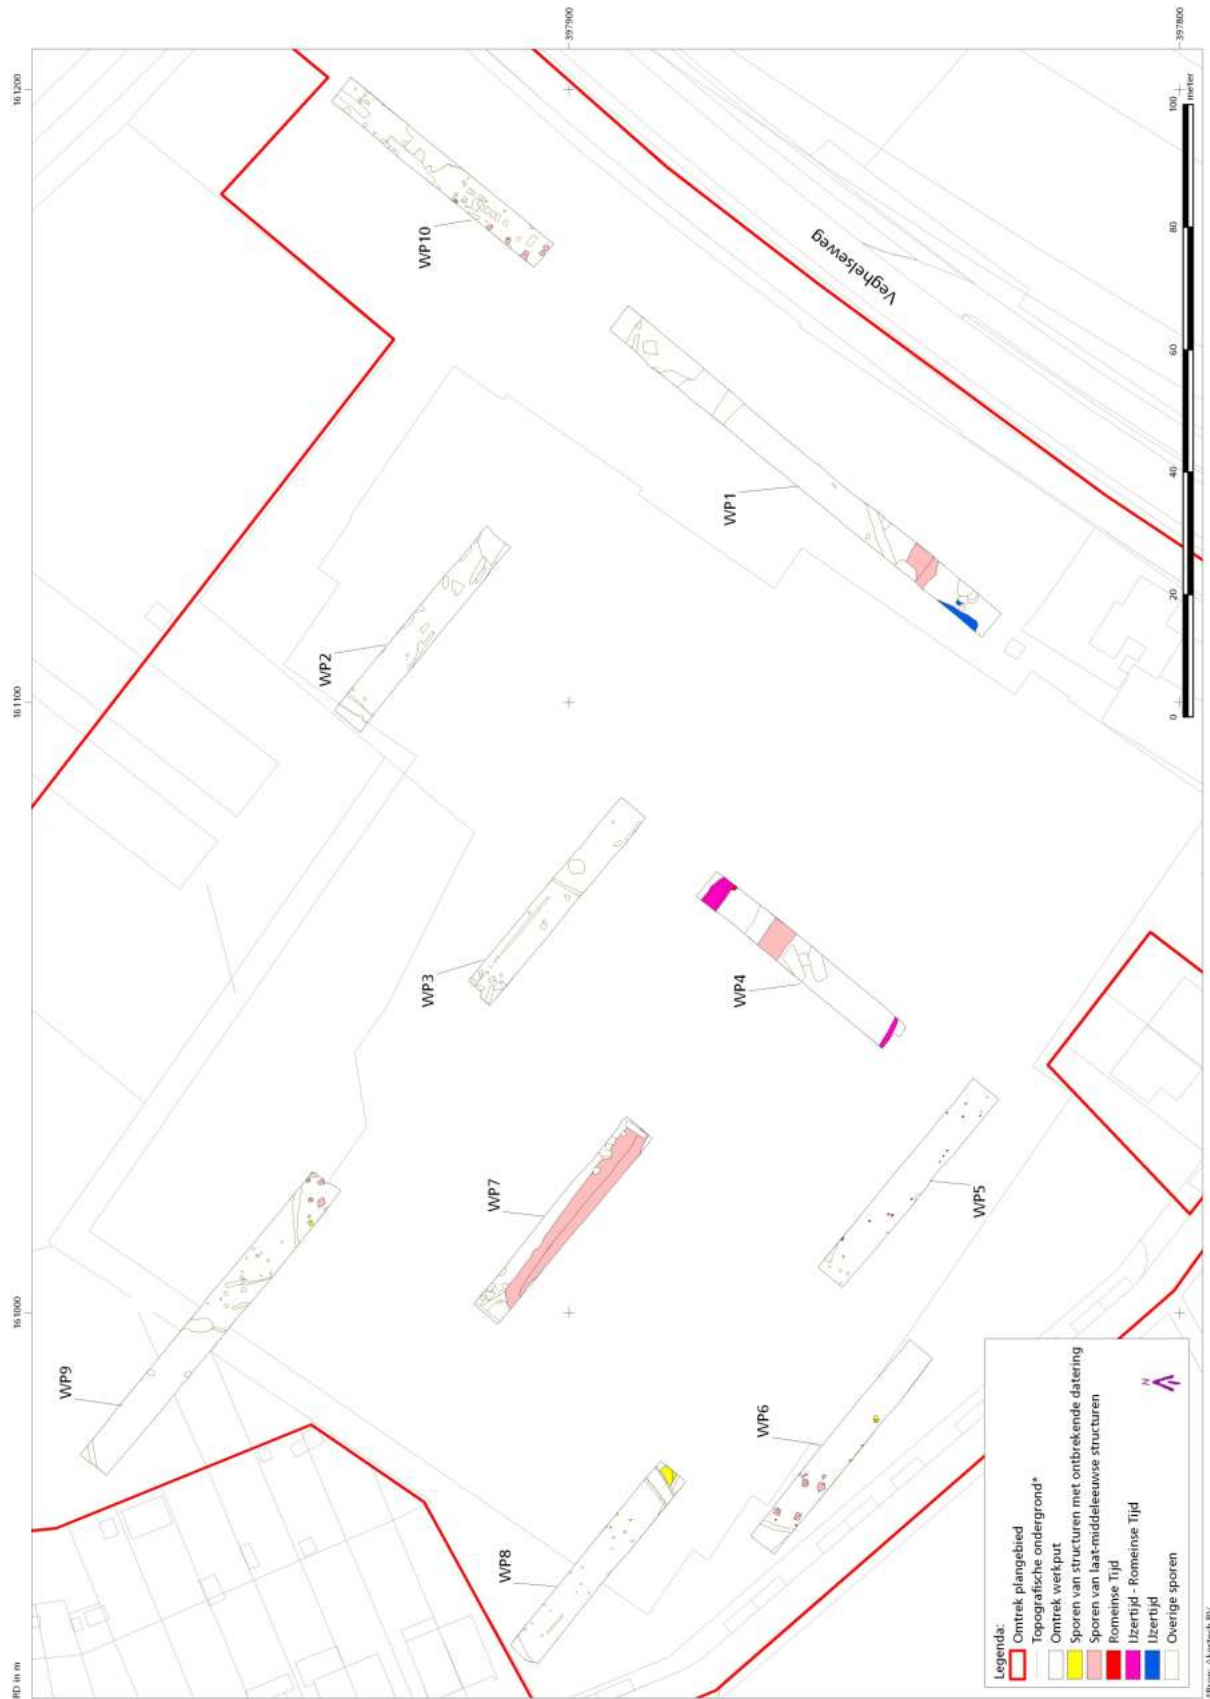 RD in m
161000
161100
161200
397900
397800
WP9
WP2
WP10
WP8
WP7
WP3
WP1
WP6
WP4
WP5
Veghelseweg
Legenda:
Omtrek plangebied
Topografische ondergrond*
Omtrek werkput
Sporen van structuren met ontbrekende datering
Sporen van laat-middeleeuwse structuren
Romeinse Tijd
IJzertijd - Romeinse Tijd
IJzertijd
Overige sporen
N
0 20 40 60 80 100
meter